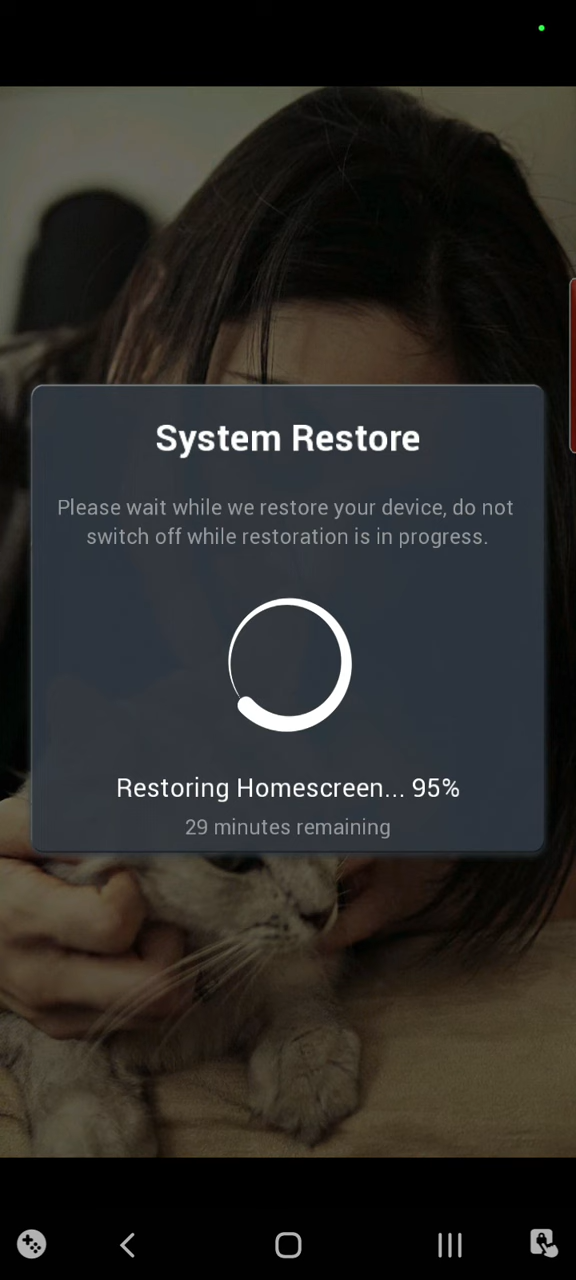 System Restore
Please wait while we restore your device, do not
switch off while restoration is in progress.
Restoring Homescreen... 95%
29 minutes remaining